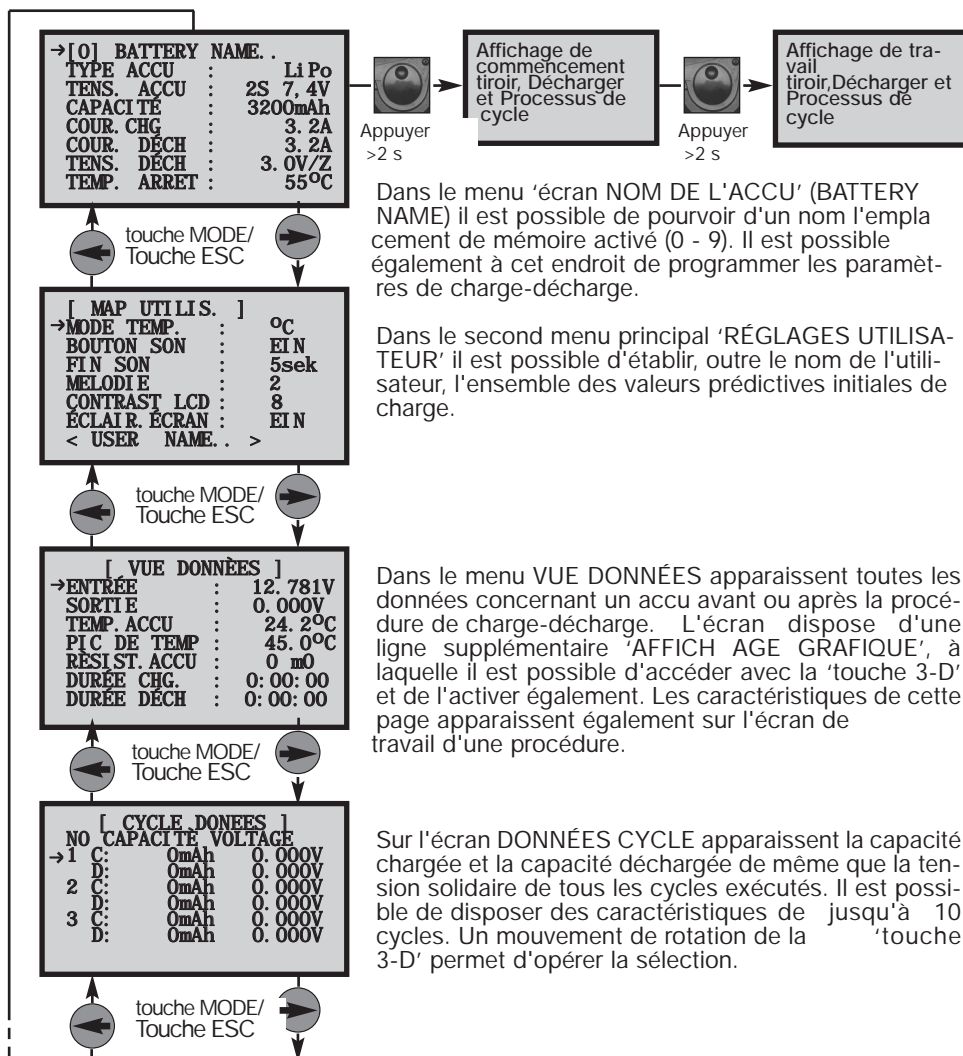 →[0] BATTERY NAME..
TYPE ACCU : LiPo
TENS. ACCU : 2S 7,4V
CAPACITÉ : 3200mAh
COUR.CHG : 3.2A
COUR. DÉCH : 3.2A
TENS. DÉCH : 3.0V/Z
TEMP. ARRET : 55°C
Appuyer
>2 s
Affichage de
commencement
tiroir, Décharger
et Processus de
cycle
Appuyer
>2 s
Affichage de tra-
vail
tiroir,Décharger et
Processus de
cycle
Dans le menu ‘écran NOM DE L'ACCU’ (BATTERY
NAME) il est possible de pourvoir d'un nom l'empla
cement de mémoire activé (0 - 9). Il est possible
également à cet endroit de programmer les paramèt-
res de charge-décharge.
touche MODE/
Touche ESC
[ MAP UTILIS. ]
→MODE TEMP. : °C
BOUTON SON : EIN
FIN SON : 5sek
MELODIE : 2
CONTRAST LCD : 8
ÉCLAIR.ÉCRAN : EIN
< USER NAME.. >
Dans le second menu principal ‘RÉGLAGES UTILISA-
TEUR’ il est possible d'établir, outre le nom de l'utili-
sateur, l'ensemble des valeurs prédictives initiales de
charge.
touche MODE/
Touche ESC
[ VUE DONNÈES ]
→ENTRÉE : 12.781V
SORTIE : 0.000V
TEMP.ACCU : 24.2°C
PIC DE TEMP : 45.0°C
RÈSIST.ACCU : 0 mO
DURÉE CHG. : 0:00:00
DURÉE DÉCH : 0:00:00
Dans le menu VUE DONNÉES apparaissent toutes les
données concernant un accu avant ou après la procé-
dure de charge-décharge. L'écran dispose d'une
ligne supplémentaire ‘AFFICH AGE GRAFIQUE’, à
laquelle il est possible d'accéder avec la ‘touche 3-D’
et de l'activer également. Les caractéristiques de cette
page apparaissent également sur l'écran de
travail d'une procédure.
touche MODE/
Touche ESC
[ CYCLE DONEES ]
NO CAPACITÈ VOLTAGE
→1 C: 0mAh 0.000V
D: 0mAh 0.000V
2 C: 0mAh 0.000V
D: 0mAh 0.000V
3 C: 0mAh 0.000V
D: 0mAh 0.000V
Sur l'écran DONNÉES CYCLE apparaissent la capacité
chargée et la capacité déchargée de même que la ten-
sion solidaire de tous les cycles exécutés. Il est possi-
ble de disposer des caractéristiques de jusqu'à 10
cycles. Un mouvement de rotation de la ‘touche
3-D’ permet d'opérer la sélection.
touche MODE/
Touche ESC